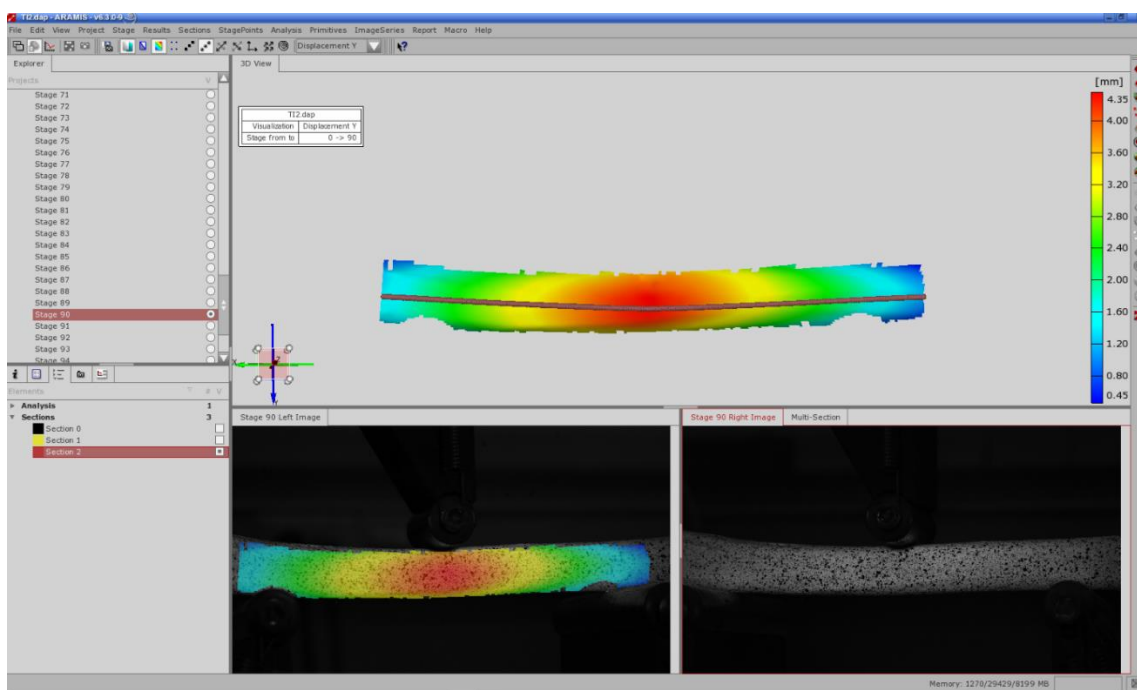 TI2.dap - ARAMIS - v6.3.0-9
File Edit View Project Stage Results Sections StagePoints Analysis Primitives ImageSeries Report Macro Help
Displacement Y
Explorer
3D View
Projects
V
Stage 71
Stage 72
Stage 73
Stage 74
Stage 75
Stage 76
Stage 77
Stage 78
Stage 79
Stage 80
Stage 81
Stage 82
Stage 83
Stage 84
Stage 85
Stage 86
Stage 87
Stage 88
Stage 89
Stage 90
Stage 91
Stage 92
Stage 93
Stage 94
TI2.dap
Visualization Displacement Y
Stage from to 0 -> 90
[mm]
4.35
4.00
3.60
3.20
2.80
2.40
2.00
1.60
1.20
0.80
0.45
X
Y
Elements # V
Analysis 1
Sections 3
Section 0
Section 1
Section 2
Stage 90 Left Image
Stage 90 Right Image Multi-Section
Memory: 1270/29429/8199 MB